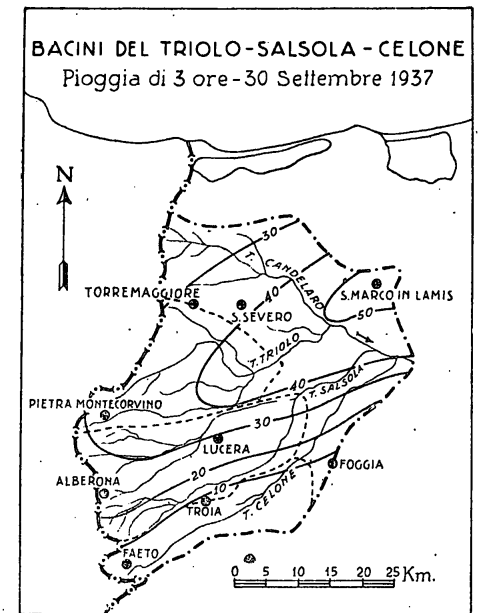 BACINI DEL TRIOLO-SALSOLA-CELONE
Pioggia di 3 ore-30 Settembre 1937
N
30
T. CANDELARO
40
TORREMAGGIORE
S.SEVERO
S.MARCO IN LAMIS
50
T. TRIOLO
40
T. SALSOLA
PIETRA MONTECORVINO
30
LUCERA
20
ALBERONA
10
FOGGIA
TROIA
T. CELONE
FAETO
0 5 10 15 20 25 Km.